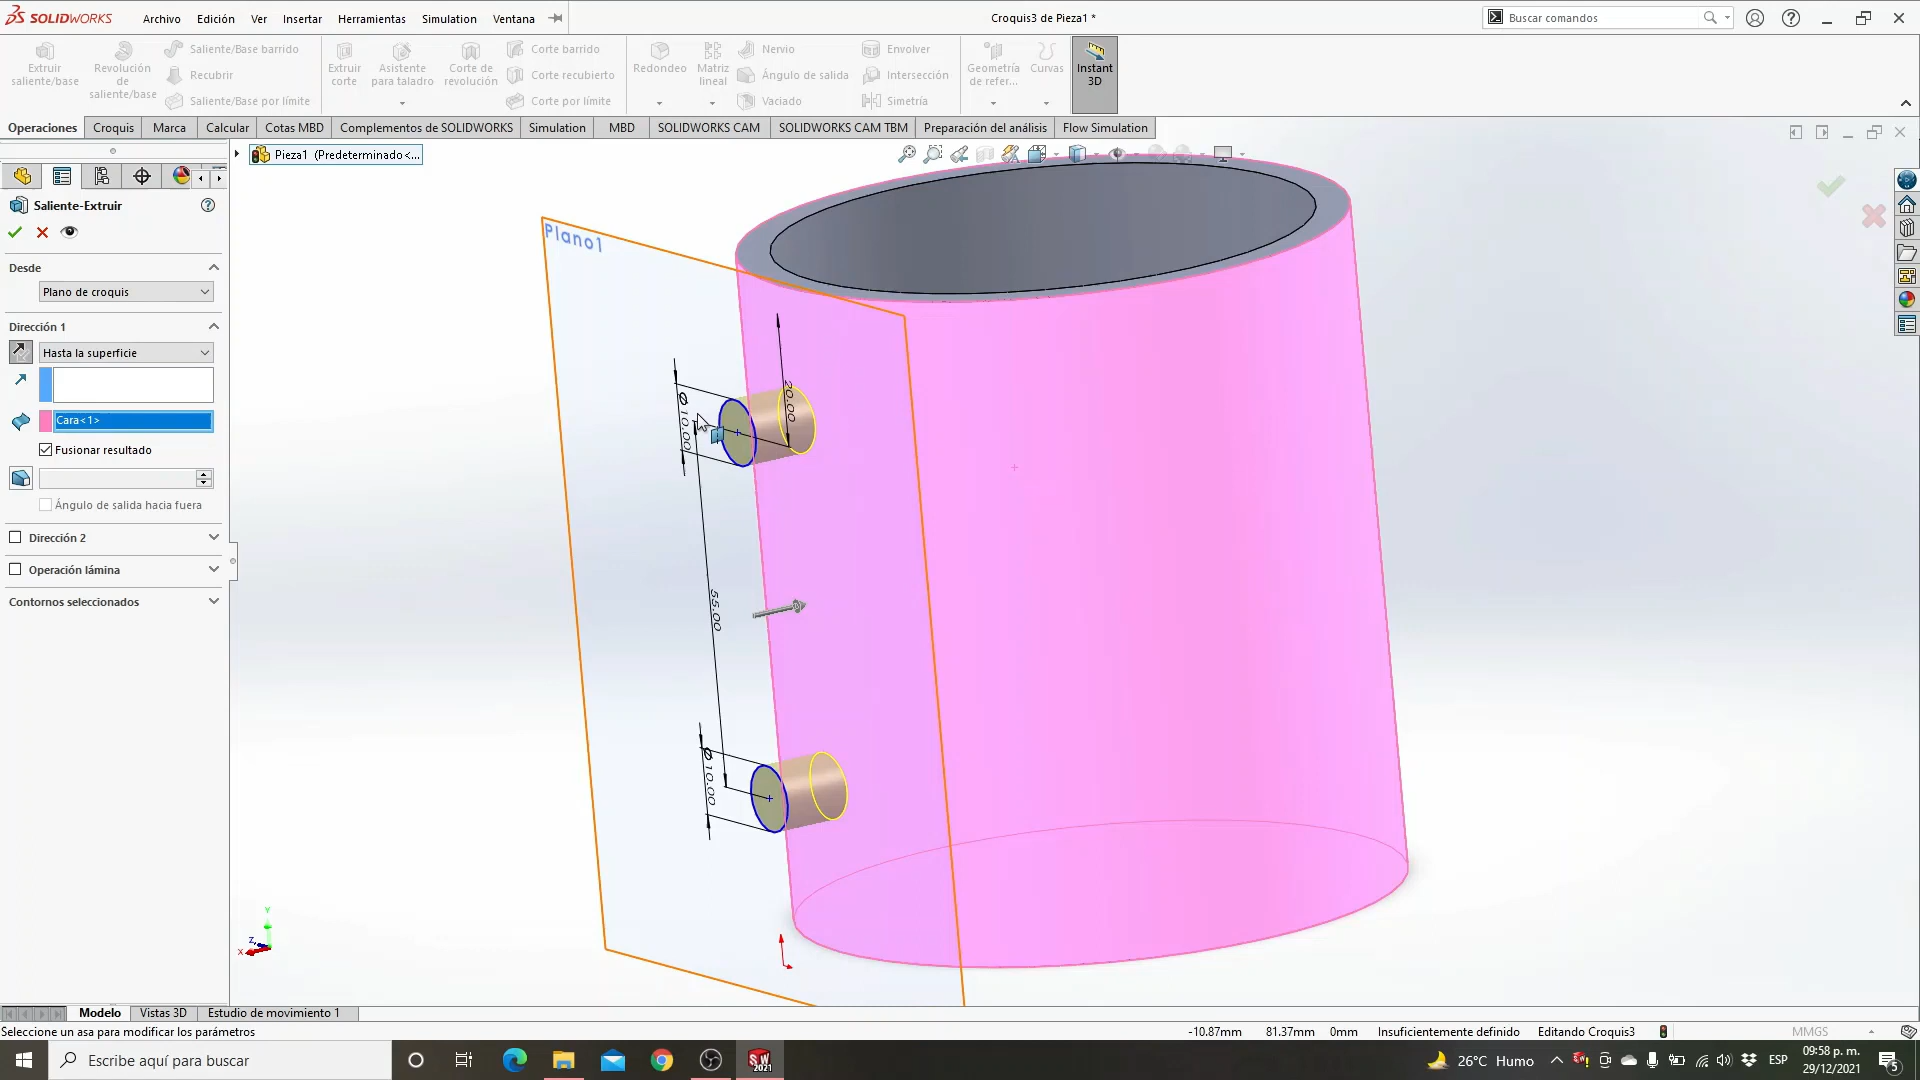 SOLIDWORKS
Archivo Edición Ver Insertar Herramientas Simulation Ventana
Croquis3 de Pieza1 *
Buscar comandos
Extruir saliente/base
Revolución de saliente/base
Saliente/Base barrido
Recubrir
Saliente/Base por límite
Extruir corte
Asistente para taladro
Corte de revolución
Corte barrido
Corte recubierto
Corte por límite
Redondeo
Matriz lineal
Nervio
Ángulo de salida
Vaciado
Envolver
Intersección
Simetría
Geometría de refer...
Curvas
Instant 3D
Operaciones Croquis Marca Calcular Cotas MBD Complementos de SOLIDWORKS Simulation MBD SOLIDWORKS CAM SOLIDWORKS CAM TBM Preparación del análisis Flow Simulation
Pieza1 (Predeterminado<...
Saliente-Extruir
Desde
Plano de croquis
Dirección 1
Hasta la superficie
Cara<1>
Fusionar resultado
Ángulo de salida hacia fuera
Dirección 2
Operación lámina
Contornos seleccionados
Plano1
20.00
Ø10.00
55.00
Ø10.00
Y
Z
X
Modelo Vistas 3D Estudio de movimiento 1
Seleccione un asa para modificar los parámetros
-10.87mm 81.37mm 0mm Insuficientemente definido Editando Croquis3 MMGS
Escribe aquí para buscar
SW
2021
26°C Humo
ESP
09:58 p. m.
29/12/2021
5